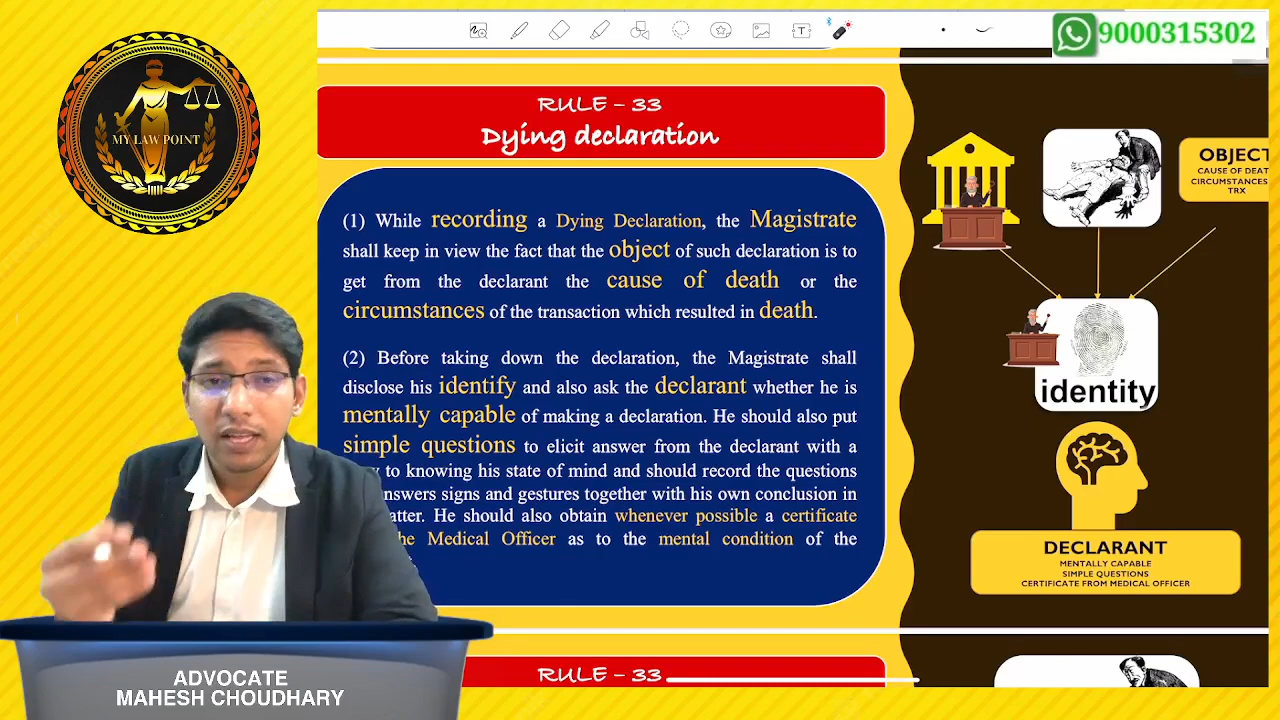 MY LAW POINT
9000315302
T
RULE – 33
Dying declaration
(1) While recording a Dying Declaration, the Magistrate
shall keep in view the fact that the object of such declaration is to
get from the declarant the cause of death or the
circumstances of the transaction which resulted in death.
(2) Before taking down the declaration, the Magistrate shall
disclose his identify and also ask the declarant whether he is
mentally capable of making a declaration. He should also put
simple questions to elicit answer from the declarant with a
to knowing his state of mind and should record the questions
signs and gestures together with his own conclusion in
He should also obtain whenever possible a certificate
Medical Officer as to the mental condition of the
OBJECT
CAUSE OF DEAT
CIRCUMSTANCES
TRX
identity
DECLARANT
MENTALLY CAPABLE
SIMPLE QUESTIONS
CERTIFICATE FROM MEDICAL OFFICER
RULE – 33
ADVOCATE
MAHESH CHOUDHARY